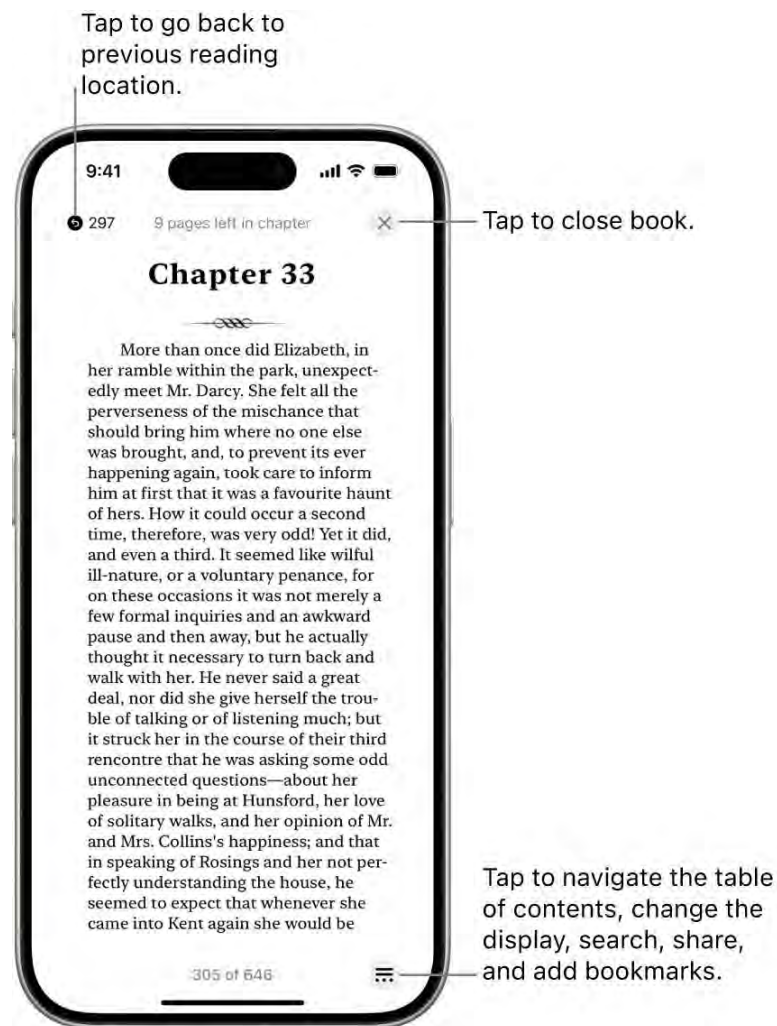 Tap to go back to
previous reading
location.
9:41
297 9 pages left in chapter
Tap to close book.
Chapter 33
More than once did Elizabeth, in
her ramble within the park, unexpect-
edly meet Mr. Darcy. She felt all the
perverseness of the mischance that
should bring him where no one else
was brought, and, to prevent its ever
happening again, took care to inform
him at first that it was a favourite haunt
of hers. How it could occur a second
time, therefore, was very odd! Yet it did,
and even a third. It seemed like wilful
ill-nature, or a voluntary penance, for
on these occasions it was not merely a
few formal inquiries and an awkward
pause and then away, but he actually
thought it necessary to turn back and
walk with her. He never said a great
deal, nor did she give herself the trou-
ble of talking or of listening much; but
it struck her in the course of their third
rencontre that he was asking some odd
unconnected questions—about her
pleasure in being at Hunsford, her love
of solitary walks, and her opinion of Mr.
and Mrs. Collins's happiness; and that
in speaking of Rosings and her not per-
fectly understanding the house, he
seemed to expect that whenever she
came into Kent again she would be
305 of 646
Tap to navigate the table
of contents, change the
display, search, share,
and add bookmarks.